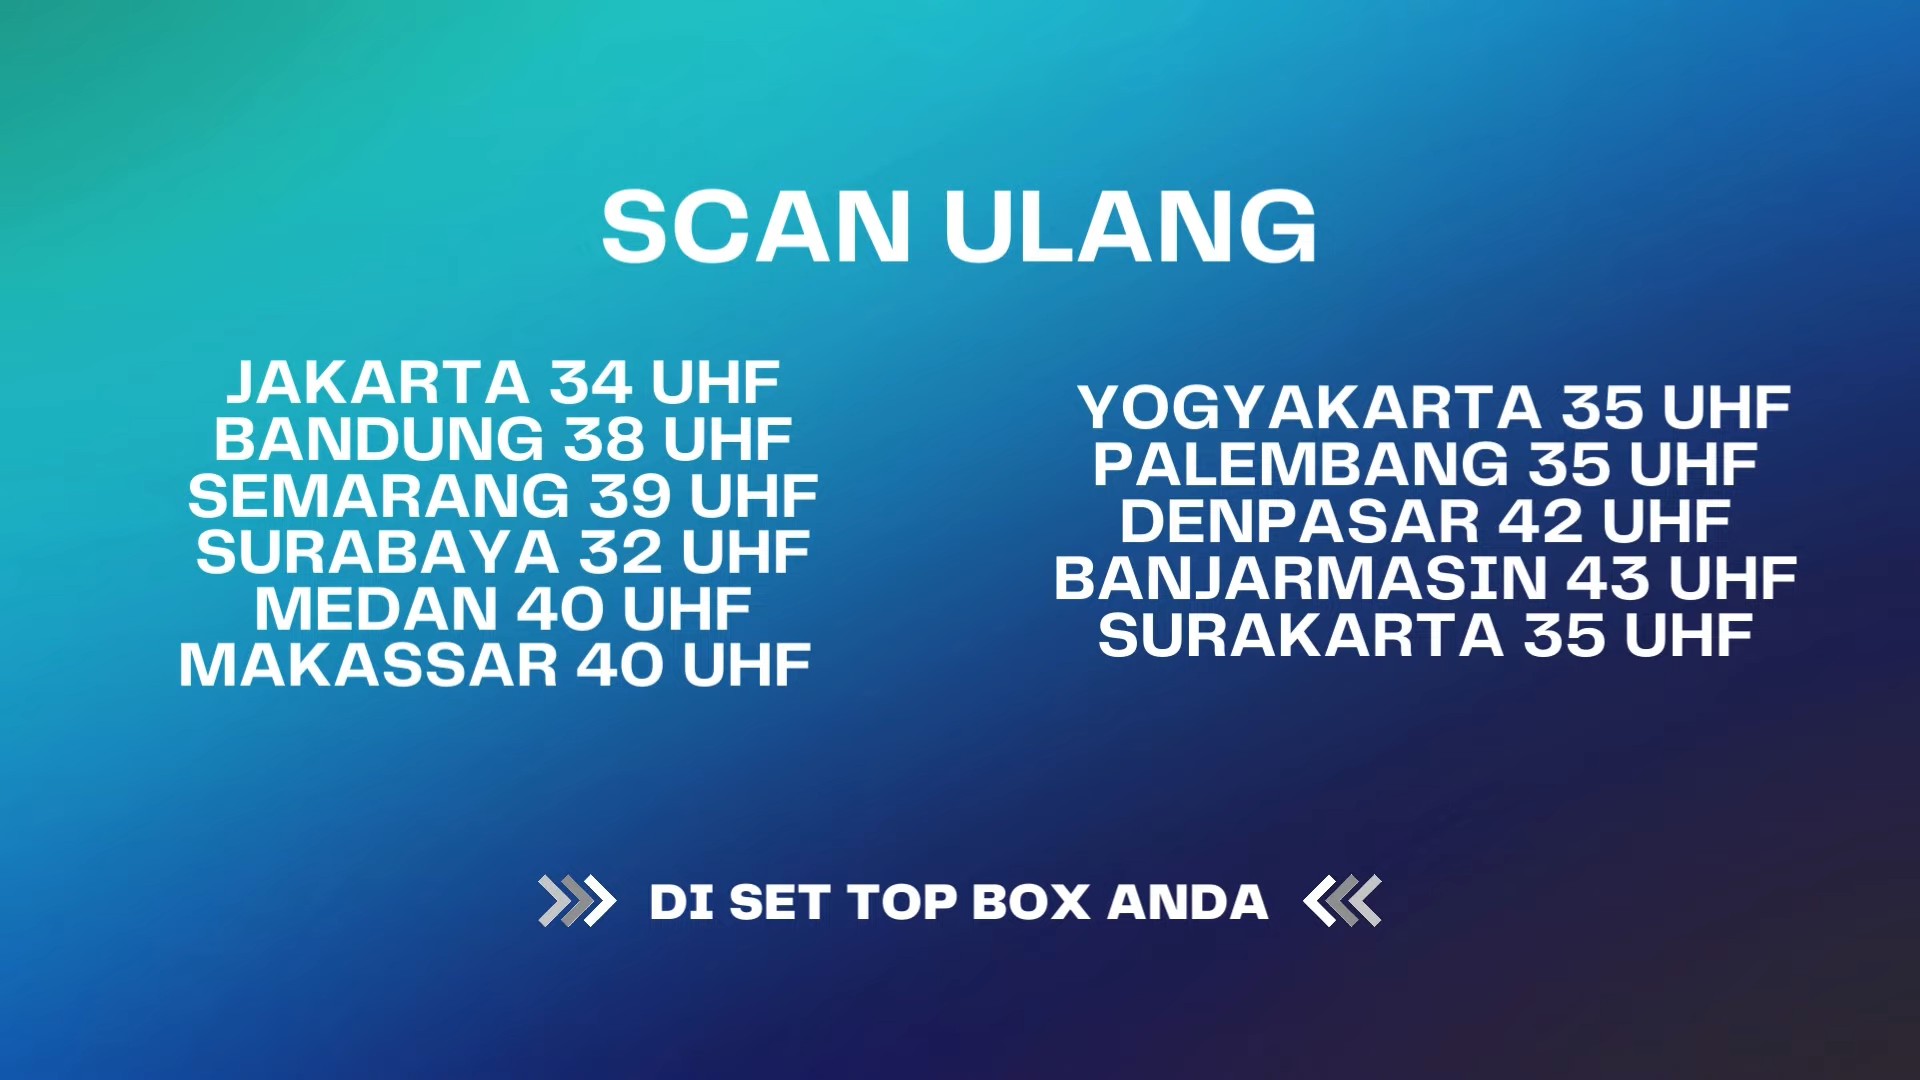 SCAN ULANG
JAKARTA 34 UHF
BANDUNG 38 UHF
SEMARANG 39 UHF
SURABAYA 32 UHF
MEDAN 40 UHF
MAKASSAR 40 UHF
YOGYAKARTA 35 UHF
PALEMBANG 35 UHF
DENPASAR 42 UHF
BANJARMASIN 43 UHF
SURAKARTA 35 UHF
DI SET TOP BOX ANDA